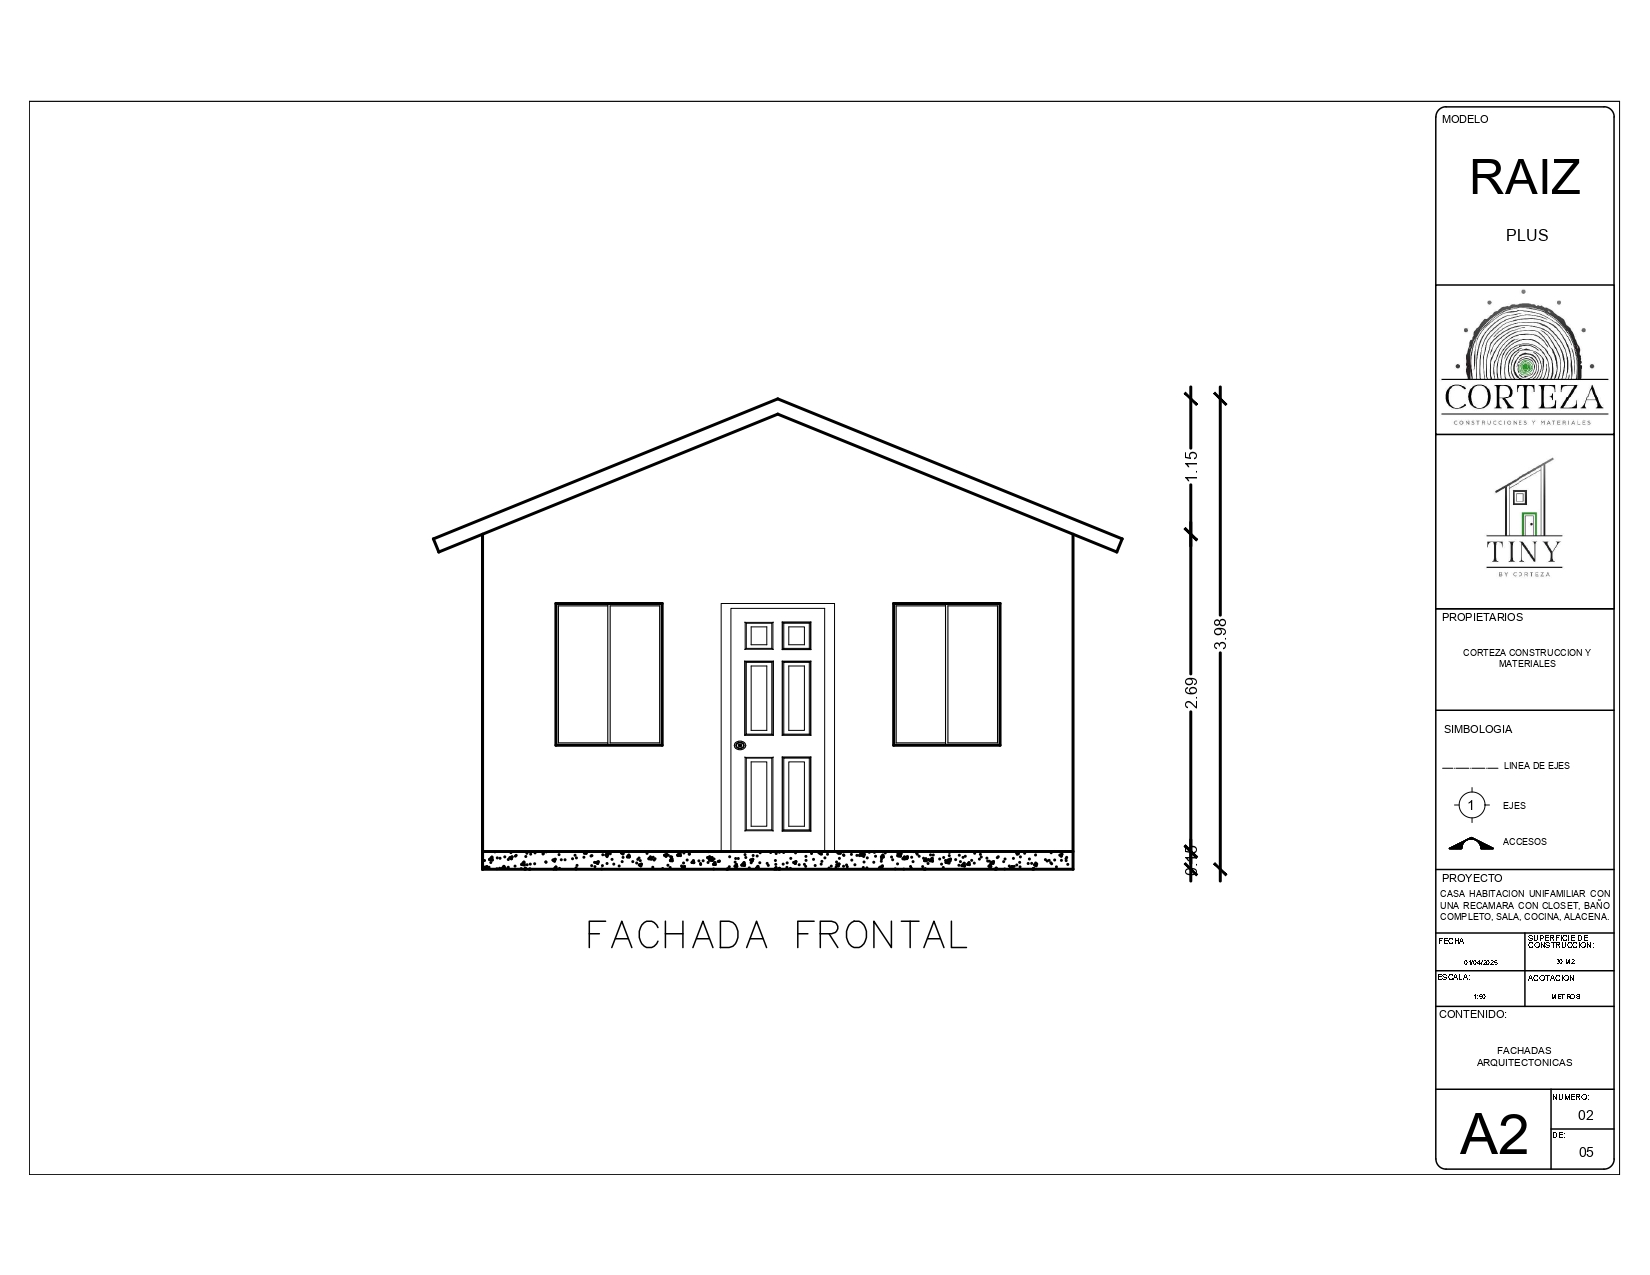 MODELO
RAIZ
PLUS
CORTEZA
CONSTRUCCIONES Y MATERIALES
TINY
BY CORTEZA
PROPIETARIOS
CORTEZA CONSTRUCCION Y
MATERIALES
SIMBOLOGIA
LINEA DE EJES
1
EJES
ACCESOS
PROYECTO
CASA HABITACION UNIFAMILIAR CON
UNA RECAMARA CON CLOSET, BAÑO
COMPLETO, SALA, COCINA, ALACENA.
FECHA
01/04/2025
SUPERFICIE DE
CONSTRUCCION:
30 M2
ESCALA:
1:50
ACOTACION
METROS
CONTENIDO:
FACHADAS
ARQUITECTONICAS
A2
NUMERO:
02
DE:
05
1.15
2.69
0.15
3.98
FACHADA FRONTAL